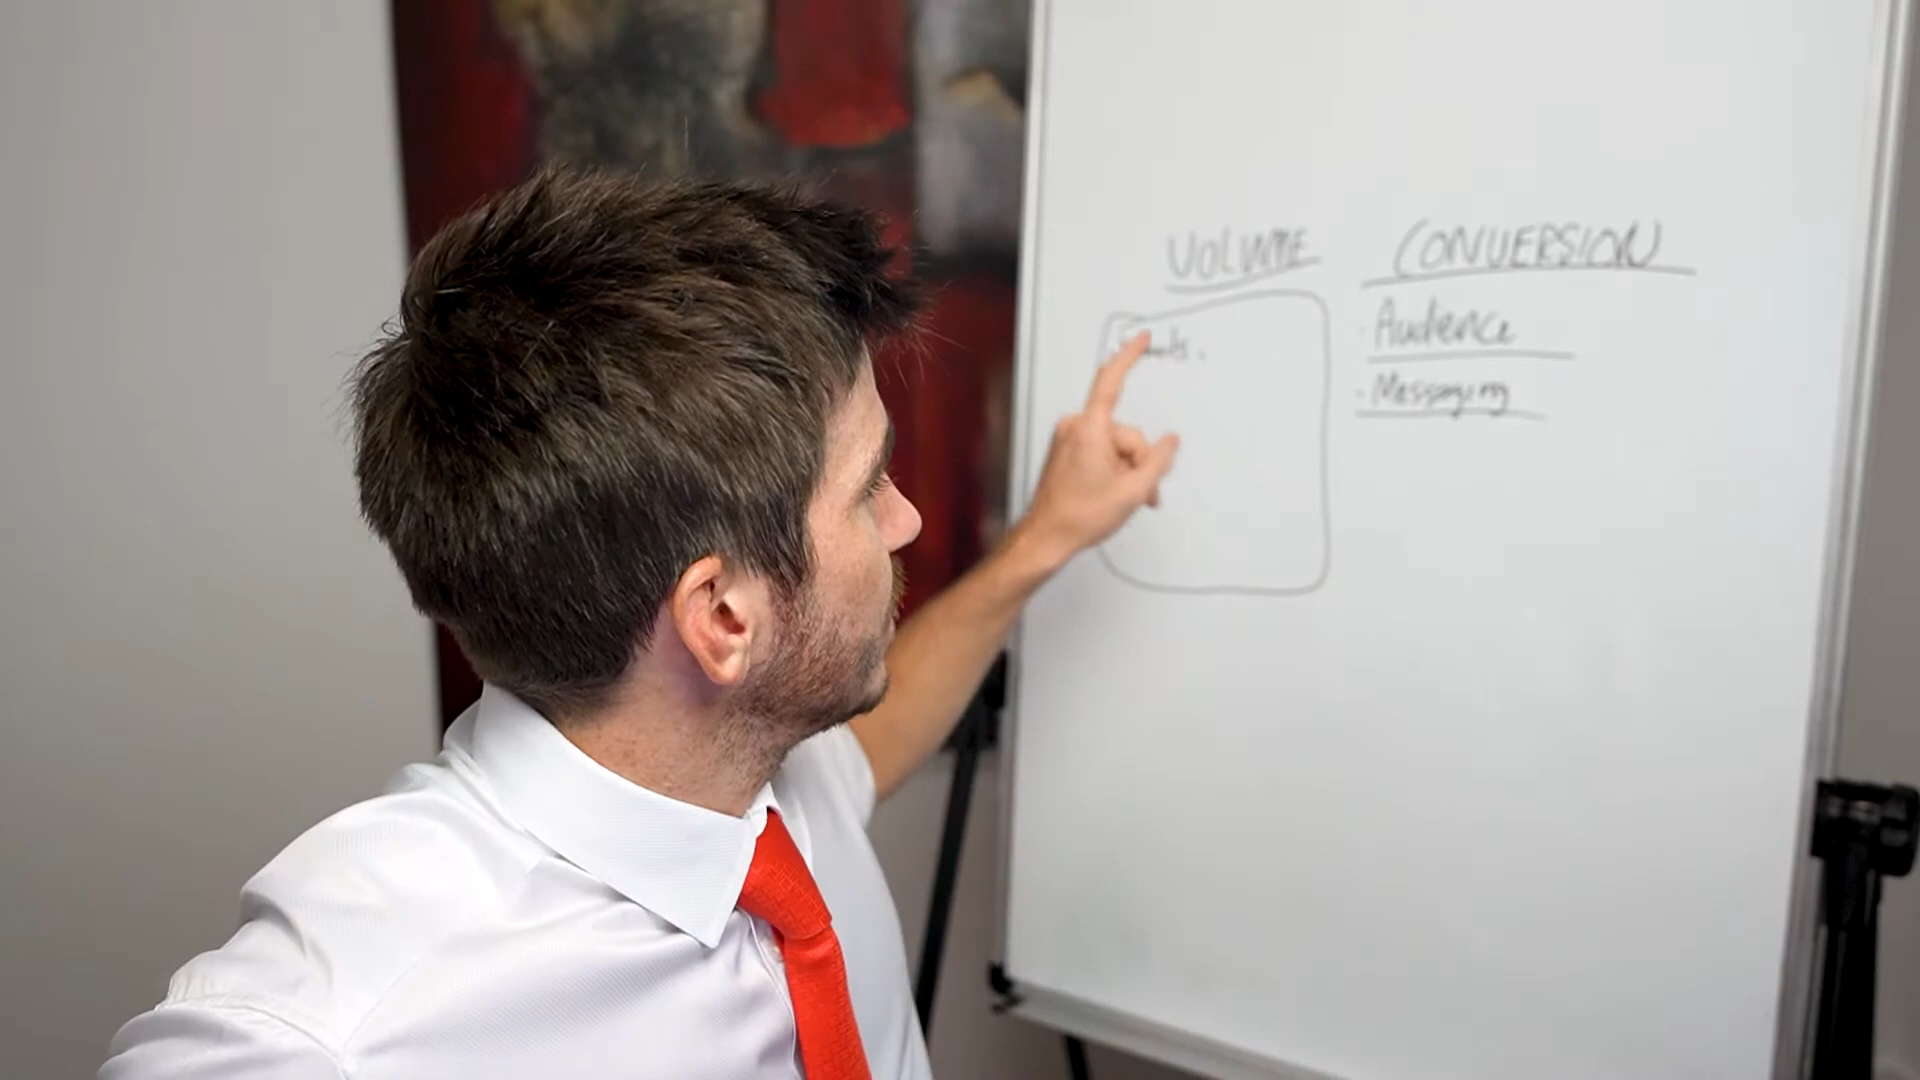 VOLUME
CONVERSION
- Audience
- Messaging